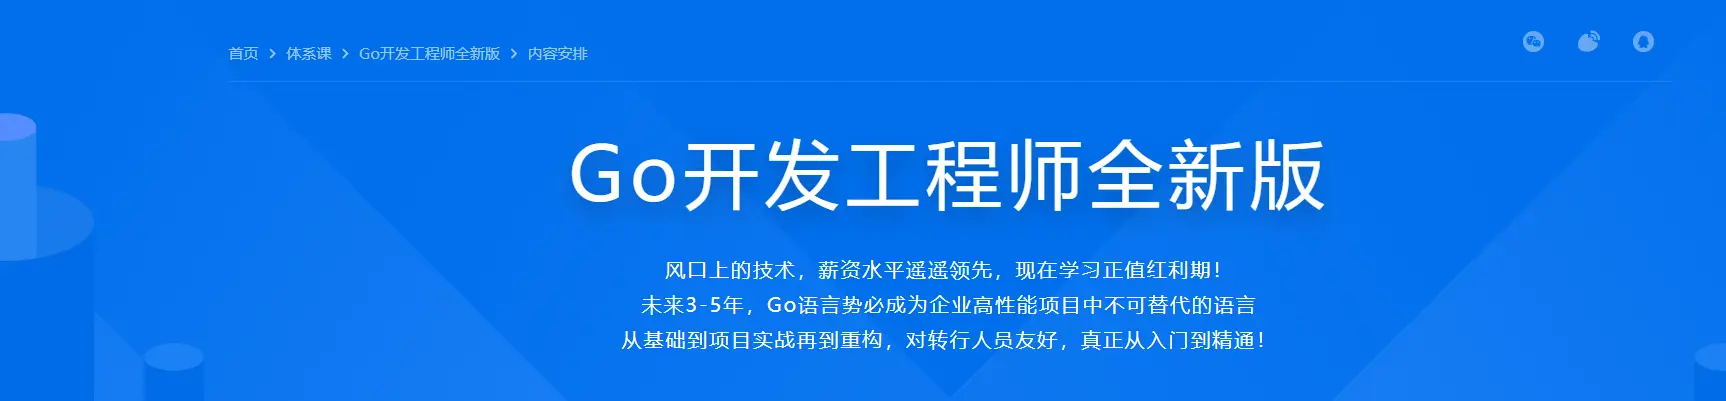 首页 > 体系课 > Go开发工程师全新版 > 内容安排
Go开发工程师全新版
风口上的技术，薪资水平遥遥领先，现在学习正值红利期！
未来3-5年，Go语言势必成为企业高性能项目中不可替代的语言
从基础到项目实战再到重构，对转行人员友好，真正从入门到精通！